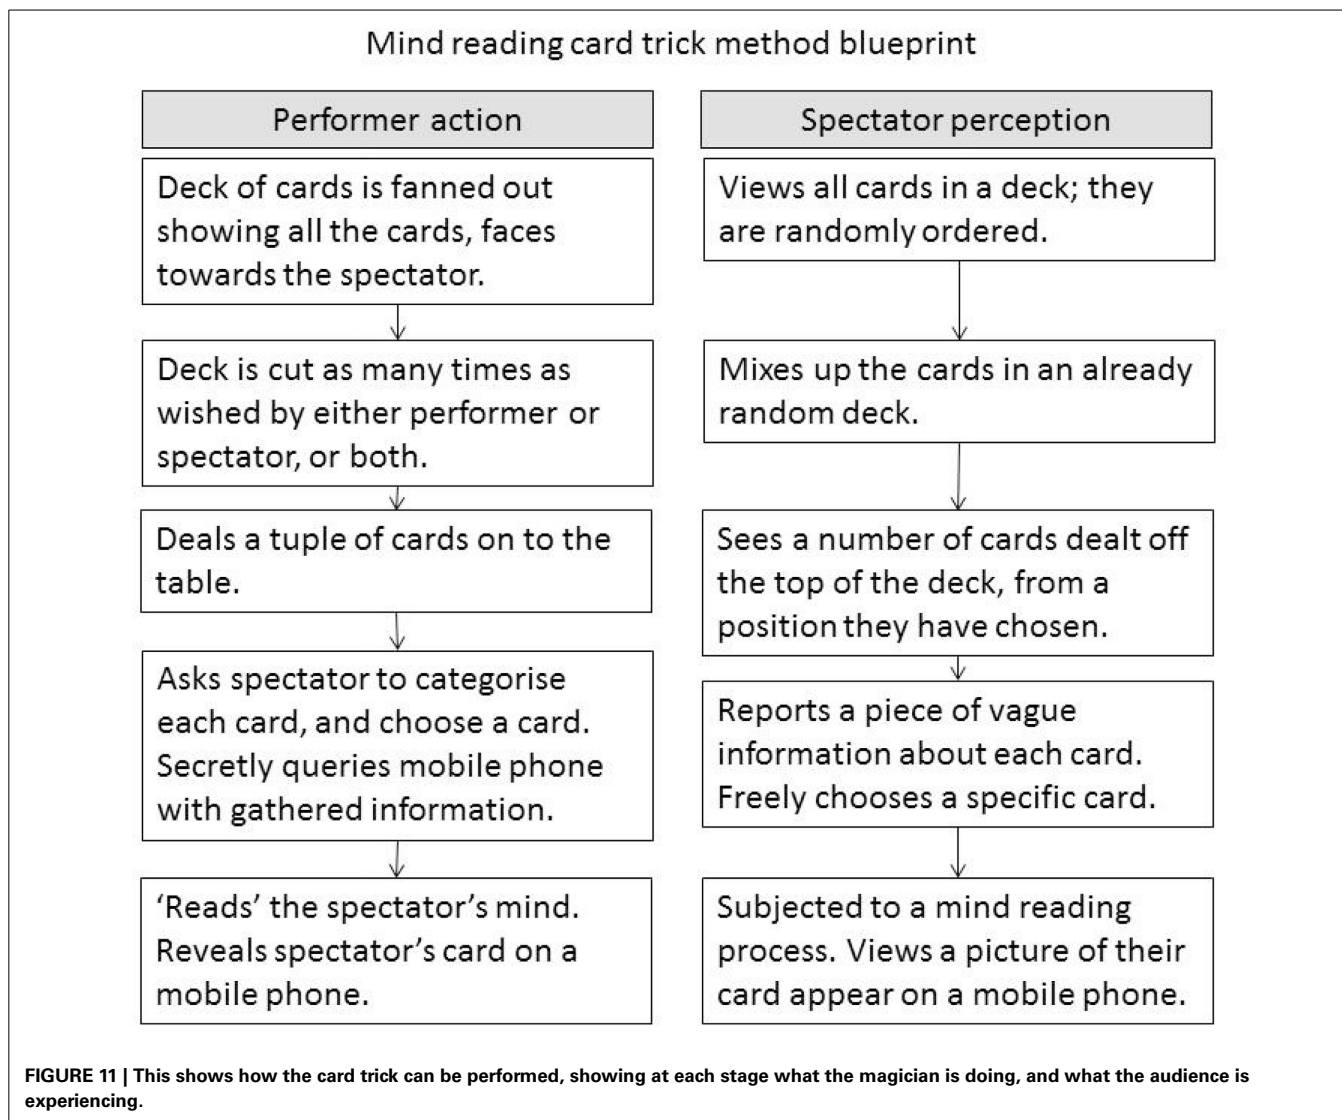 Mind reading card trick method blueprint
Performer action
Deck of cards is fanned out
showing all the cards, faces
towards the spectator.
Deck is cut as many times as
wished by either performer or
spectator, or both.
Deals a tuple of cards on to the
table.
Asks spectator to categorise
each card, and choose a card.
Secretly queries mobile phone
with gathered information.
‘Reads’ the spectator’s mind.
Reveals spectator’s card on a
mobile phone.
Spectator perception
Views all cards in a deck; they
are randomly ordered.
Mixes up the cards in an already
random deck.
Sees a number of cards dealt off
the top of the deck, from a
position they have chosen.
Reports a piece of vague
information about each card.
Freely chooses a specific card.
Subjected to a mind reading
process. Views a picture of their
card appear on a mobile phone.
FIGURE 11 | This shows how the card trick can be performed, showing at each stage what the magician is doing, and what the audience is
experiencing.